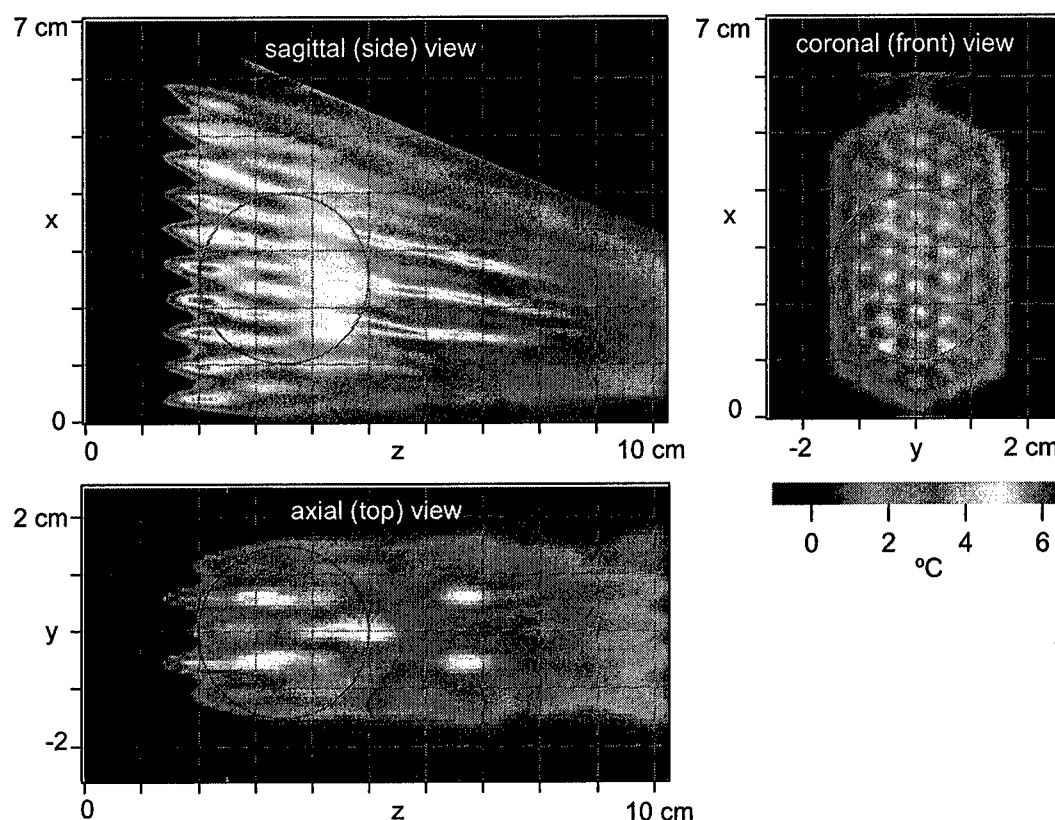 7 cm
sagittal (side) view
x
0
0
z
10 cm
7 cm
coronal (front) view
x
0
-2
y
2 cm
0
2
4
6
ºC
2 cm
axial (top) view
y
-2
0
z
10 cm